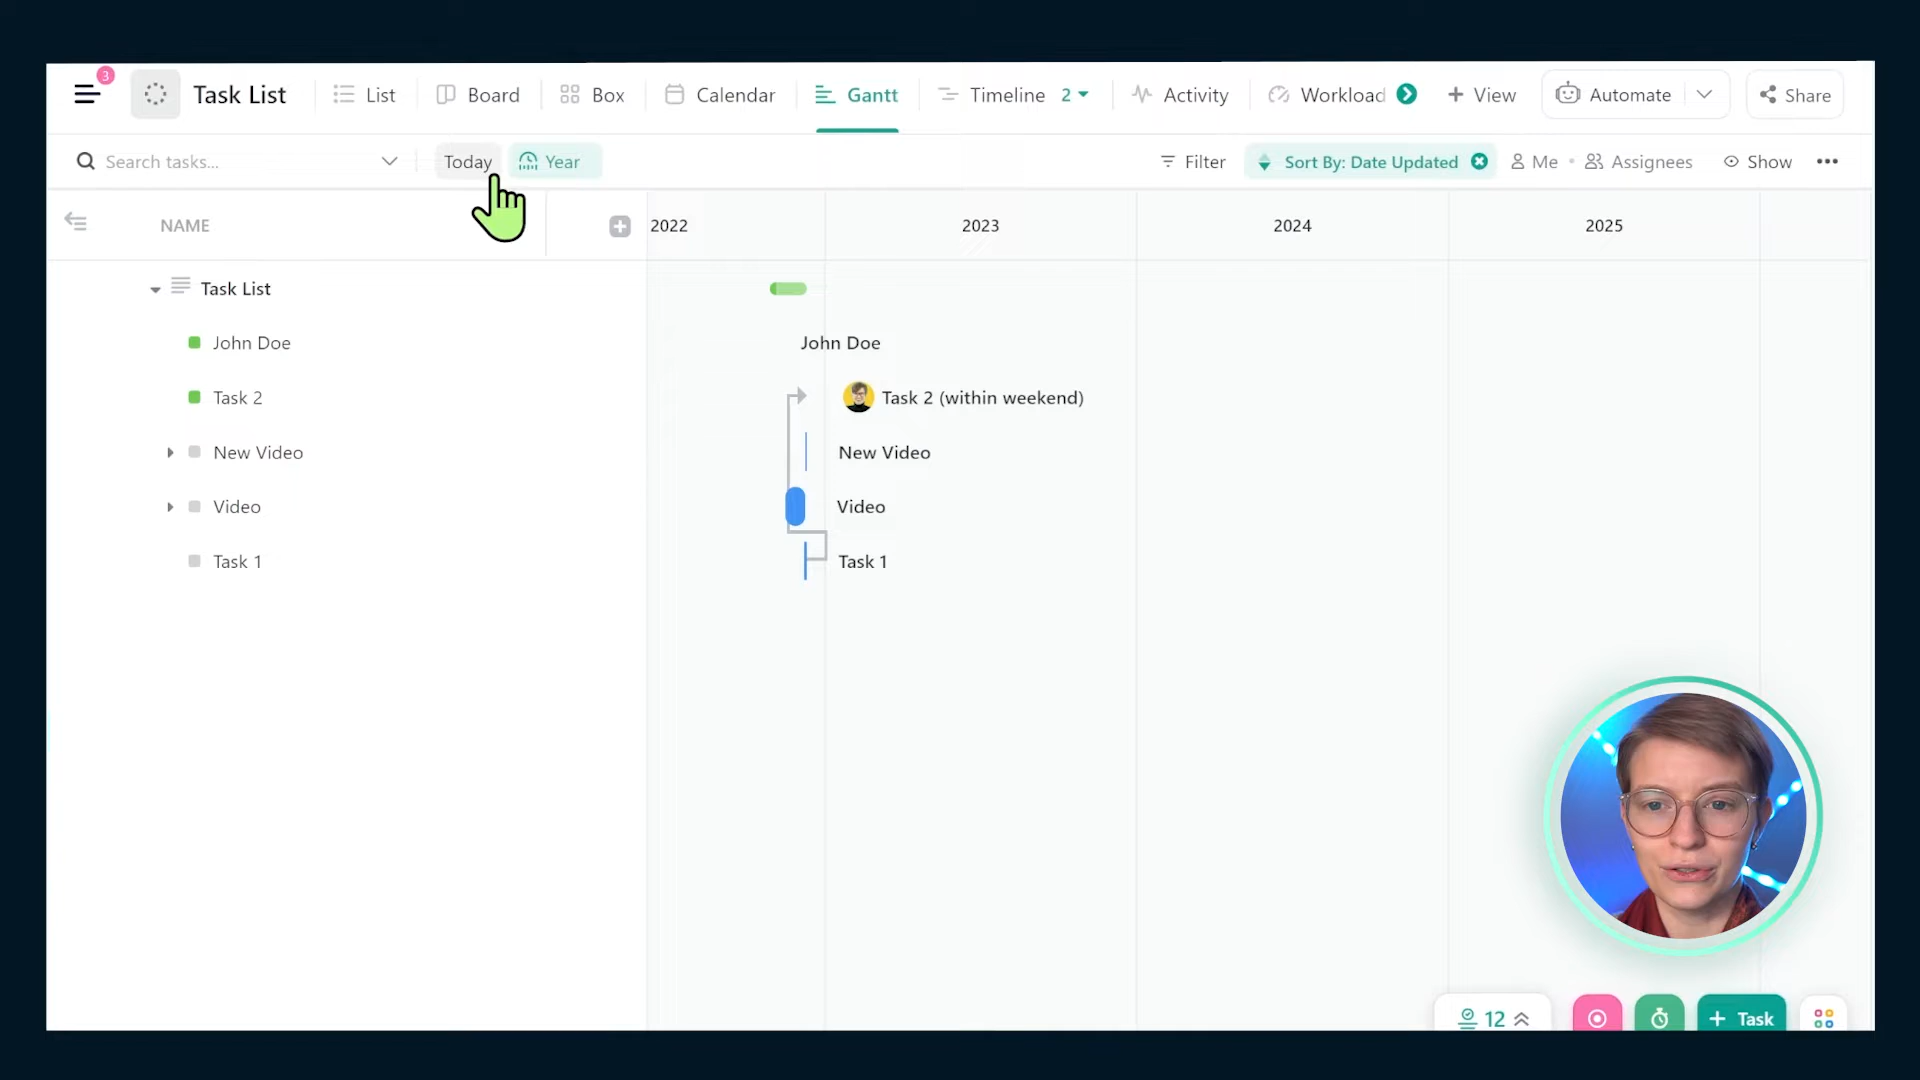 3
Task List
List
Board
Box
Calendar
Gantt
Timeline 2
Activity
Workload
+ View
Automate
Share
Search tasks...
Today
Year
Filter
Sort By: Date Updated
Me
Assignees
Show
NAME
2022
2023
2024
2025
Task List
John Doe
John Doe
Task 2
Task 2 (within weekend)
New Video
New Video
Video
Video
Task 1
Task 1
12
+ Task